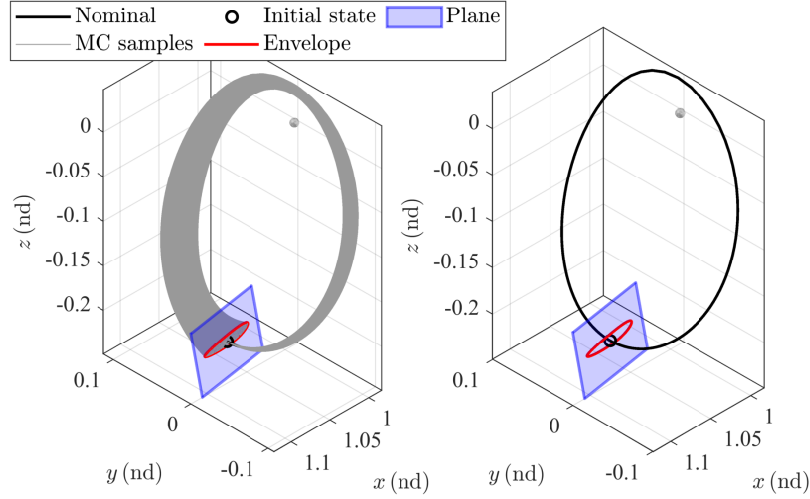 Nominal Initial state Plane
MC samples Envelope
0
-0.05
-0.1
-0.15
-0.2
z (nd)
0.1
0
-0.1
y (nd)
1.1
1.05
1
x (nd)
0
-0.05
-0.1
-0.15
-0.2
z (nd)
0.1
0
-0.1
y (nd)
1.1
1.05
1
x (nd)